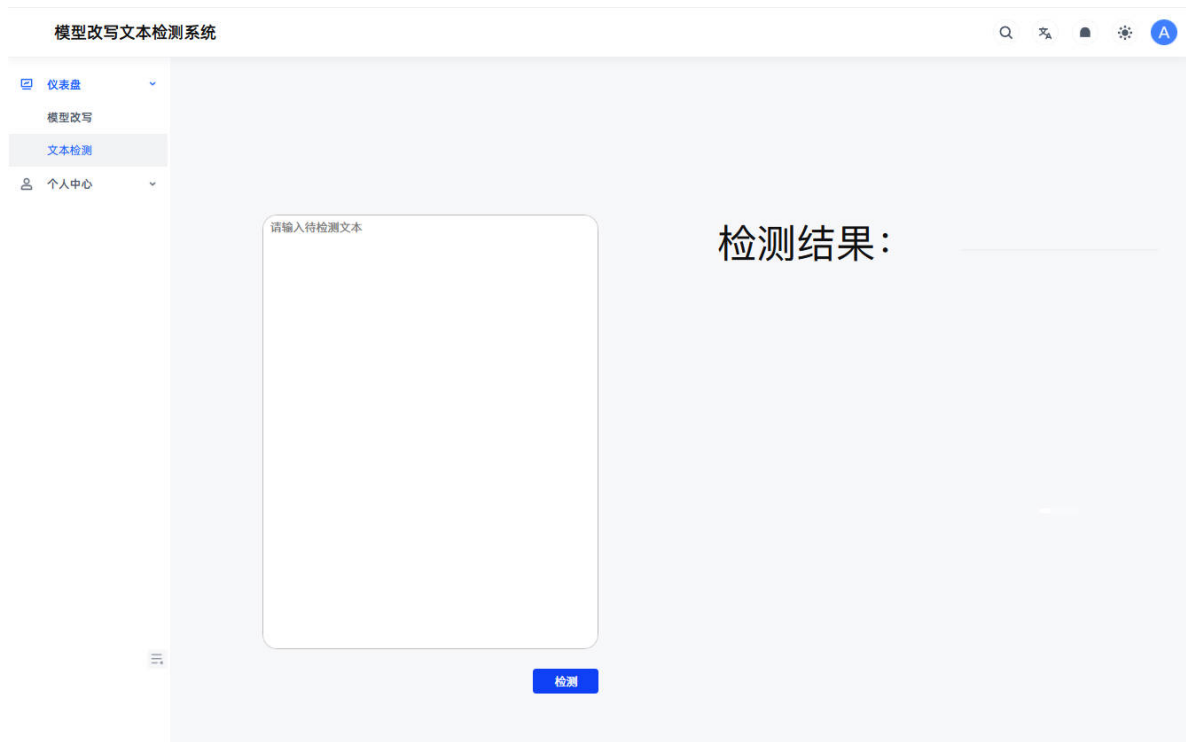 模型改写文本检测系统
A
仪表盘
模型改写
文本检测
个人中心
请输入待检测文本
检测结果：
检测